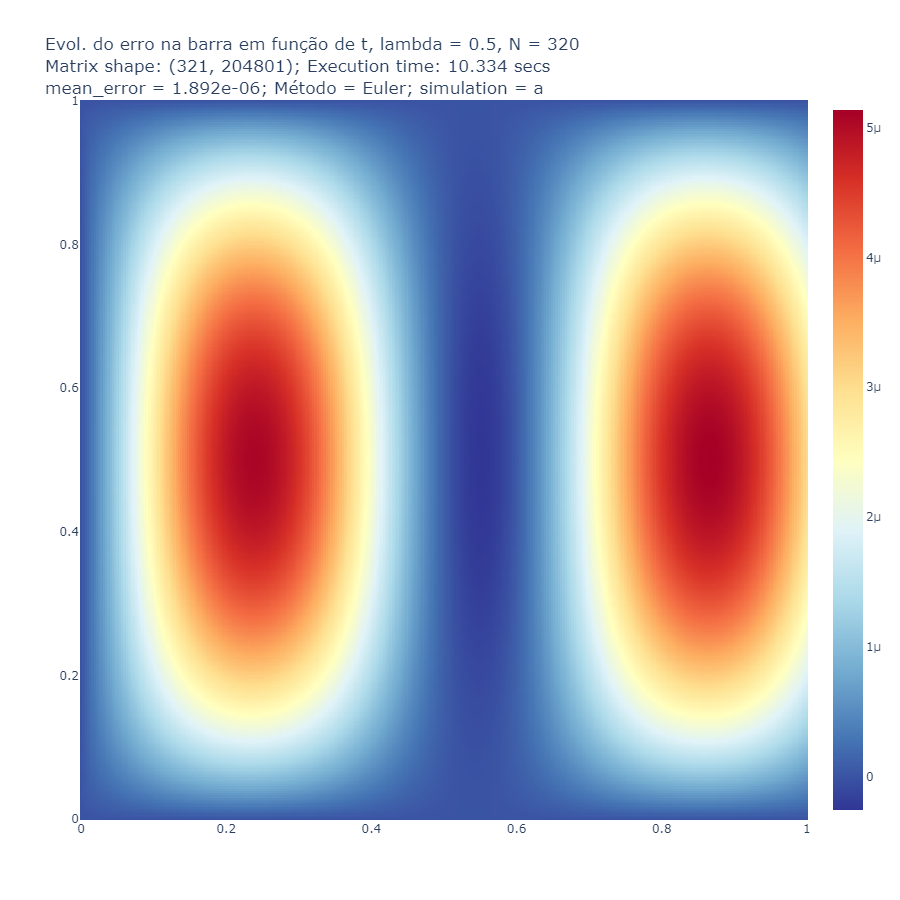 Evol. do erro na barra em função de t, lambda = 0.5, N = 320
Matrix shape: (321, 204801); Execution time: 10.334 secs
mean_error = 1.892e-06; Método = Euler; simulation = a
1
0.8
0.6
0.4
0.2
0
0 0.2 0.4 0.6 0.8 1
5μ
4μ
3μ
2μ
1μ
0